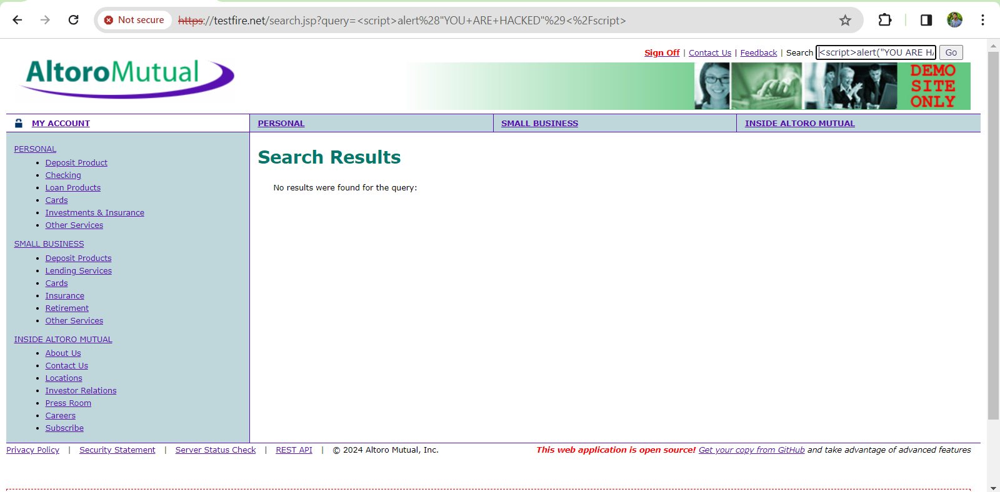 Not secure https://testfire.net/search.jsp?query=<script>alert%28"YOU+ARE+HACKED"%29<%2Fscript>
Sign Off | Contact Us | Feedback | Search <script>alert("YOU ARE HA Go
AltoroMutual
DEMO
SITE
ONLY
MY ACCOUNT PERSONAL SMALL BUSINESS INSIDE ALTORO MUTUAL
PERSONAL
Deposit Product
Checking
Loan Products
Cards
Investments & Insurance
Other Services
SMALL BUSINESS
Deposit Products
Lending Services
Cards
Insurance
Retirement
Other Services
INSIDE ALTORO MUTUAL
About Us
Contact Us
Locations
Investor Relations
Press Room
Careers
Subscribe
Search Results
No results were found for the query:
Privacy Policy | Security Statement | Server Status Check | REST API | © 2024 Altoro Mutual, Inc. This web application is open source! Get your copy from GitHub and take advantage of advanced features